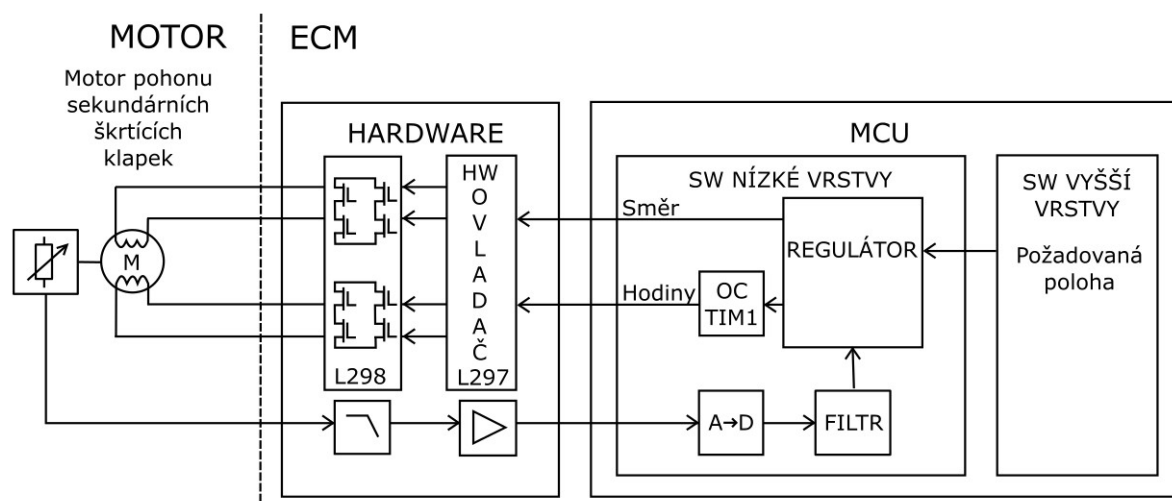 MOTOR
Motor pohonu
sekundárních
škrtících
klapek
M
ECM
HARDWARE
L298
HW
O
V
L
A
D
A
Č
L297
MCU
SW NÍZKÉ VRSTVY
Směr
Hodiny
OC
TIM1
REGULÁTOR
A→D
FILTR
SW VYŠŠÍ
VRSTVY
Požadovaná
poloha